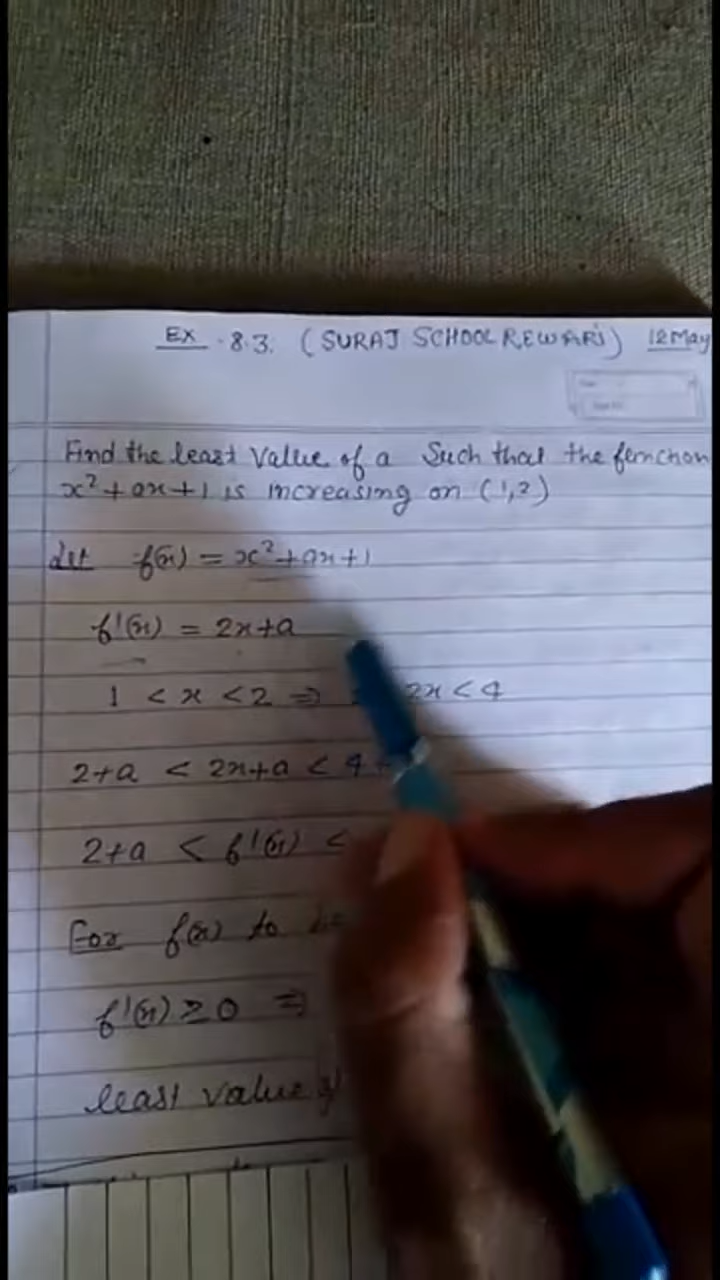 Ex. 8.3. (SURAJ SCHOOL REWARI) 12 May
Find the least value of a Such that the function
x²+ax+1 is increasing on (1,2)
Let f(x) = x²+ax+1
f'(x) = 2x+a
1 < x < 2 ⇒ 2x < 4
2+a < 2x+a < 4+
2+a < f'(x) <
For f(x) to be
f'(x) ≥ 0 ⇒
least value